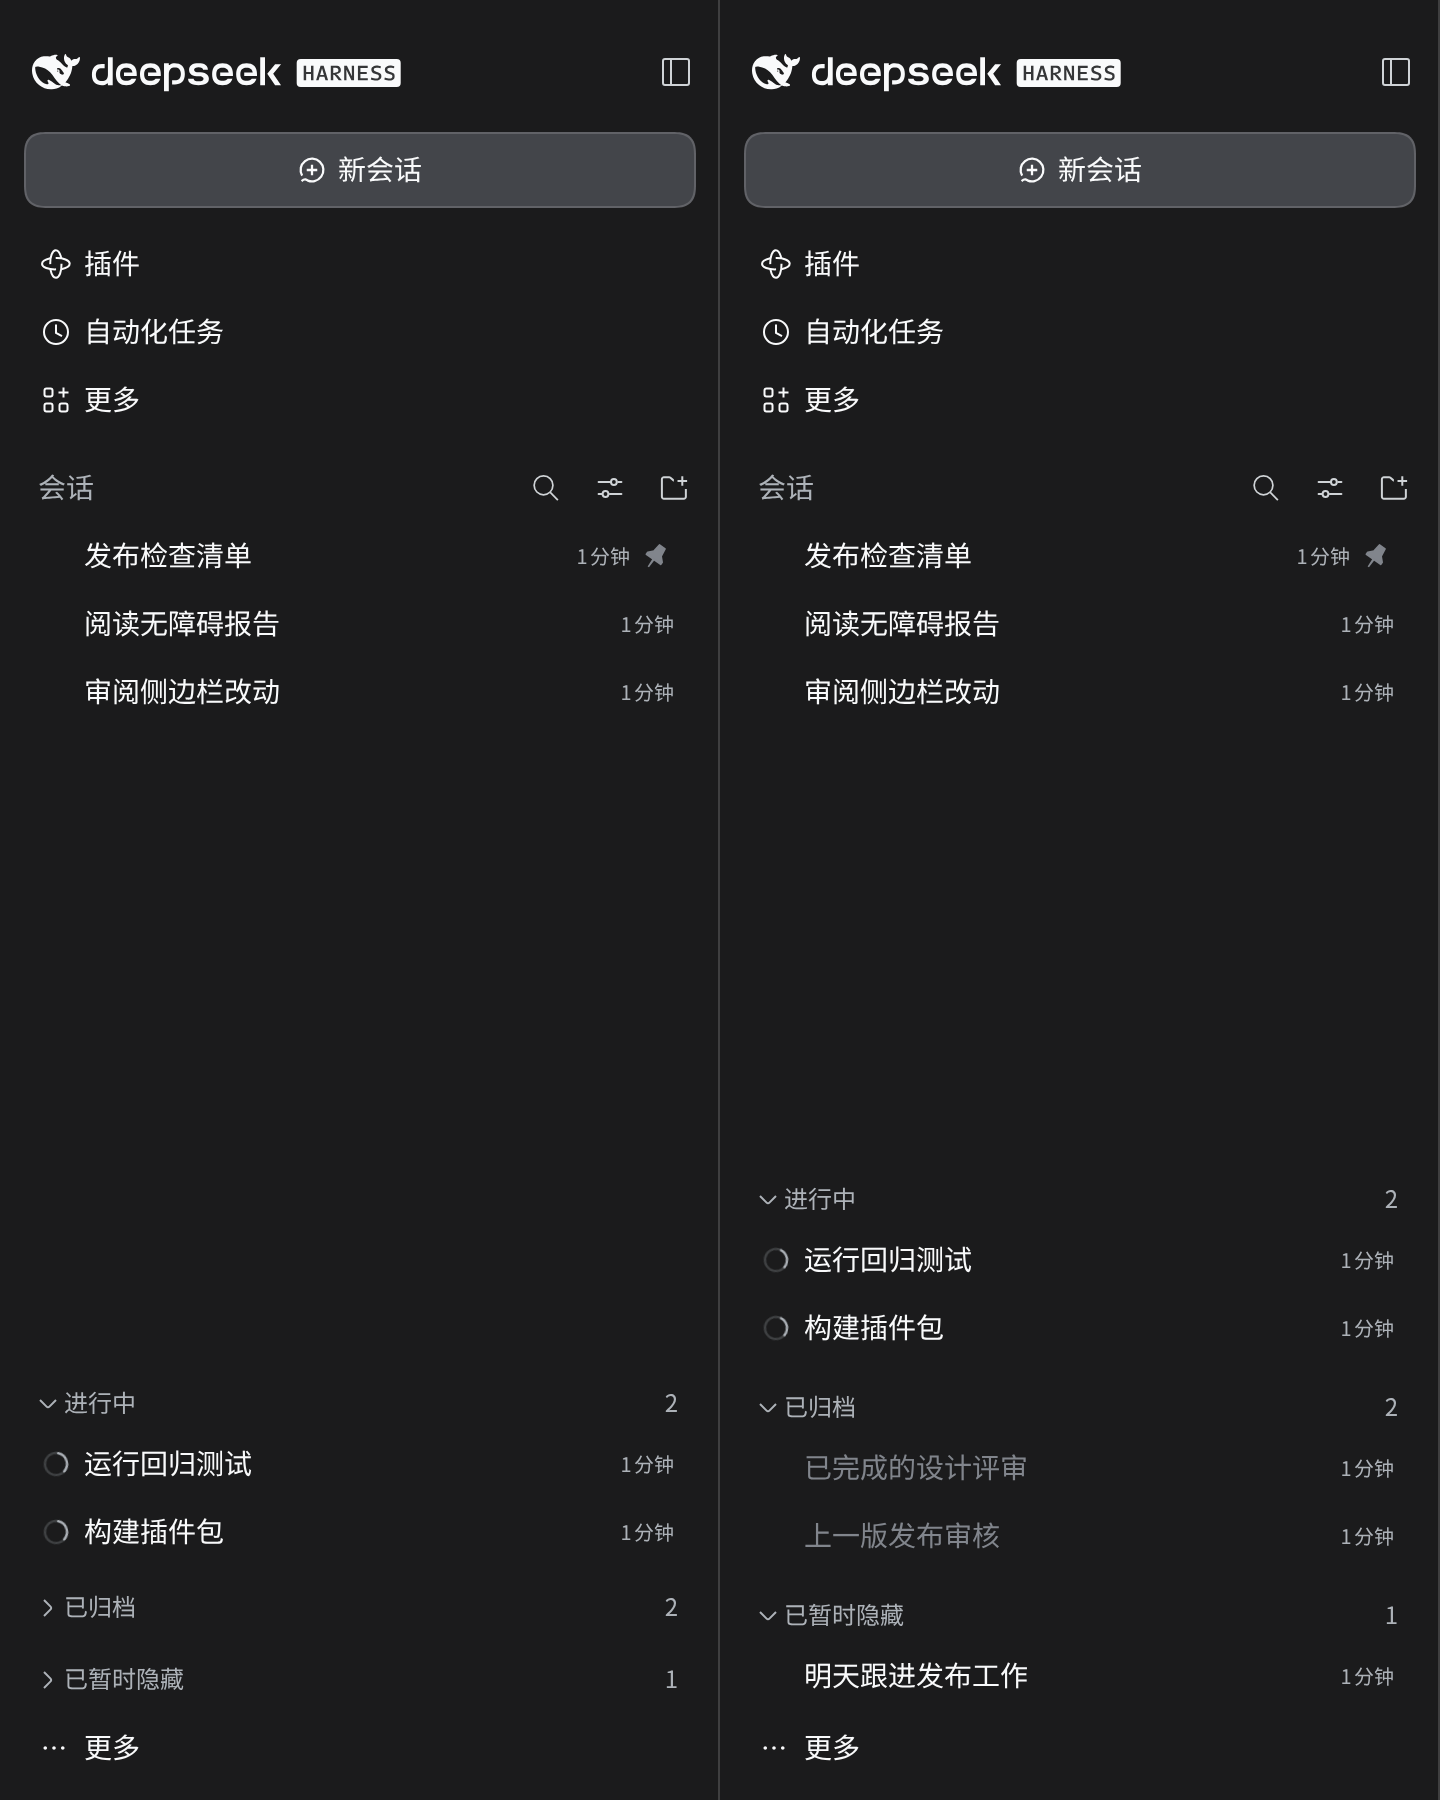 deepseek HARNESS
新会话
插件
自动化任务
更多
会话
发布检查清单 1分钟
阅读无障碍报告 1分钟
审阅侧边栏改动 1分钟
进行中 2
运行回归测试 1分钟
构建插件包 1分钟
已归档 2
已暂时隐藏 1
更多
deepseek HARNESS
新会话
插件
自动化任务
更多
会话
发布检查清单 1分钟
阅读无障碍报告 1分钟
审阅侧边栏改动 1分钟
进行中 2
运行回归测试 1分钟
构建插件包 1分钟
已归档 2
已完成的设计评审 1分钟
上一版发布审核 1分钟
已暂时隐藏 1
明天跟进发布工作 1分钟
更多